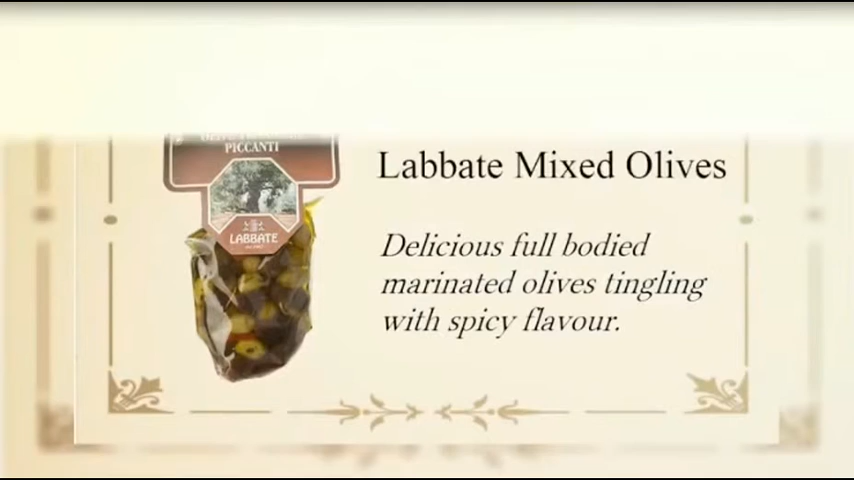 PICCANTI
LABBATE
Labbate Mixed Olives
Delicious full bodied
marinated olives tingling
with spicy flavour.